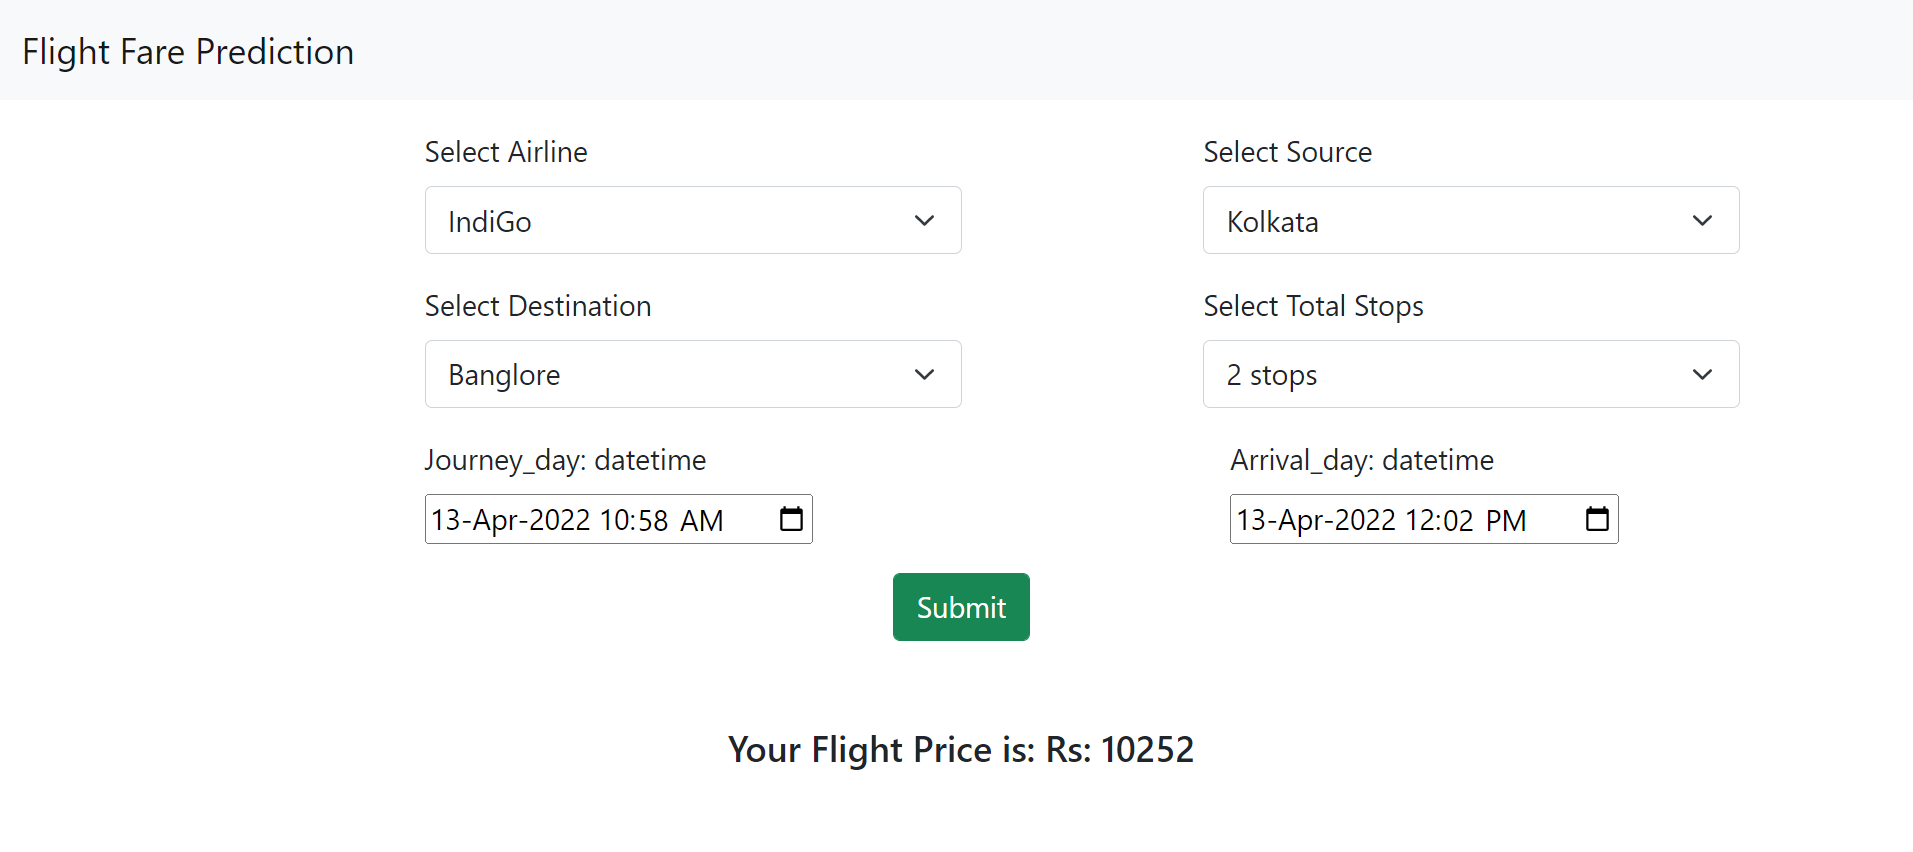 Flight Fare Prediction
Select Airline
Select Source
IndiGo
Kolkata
Select Destination
Select Total Stops
Banglore
2 stops
Journey_day: datetime
Arrival_day: datetime
13-Apr-2022 10:58 AM
13-Apr-2022 12:02 PM
Submit
Your Flight Price is: Rs: 10252